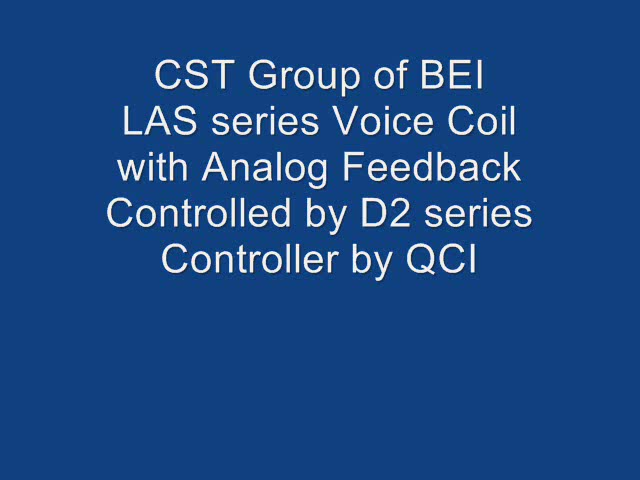 CST Group of BEI
LAS series Voice Coil
with Analog Feedback
Controlled by D2 series
Controller by QCI